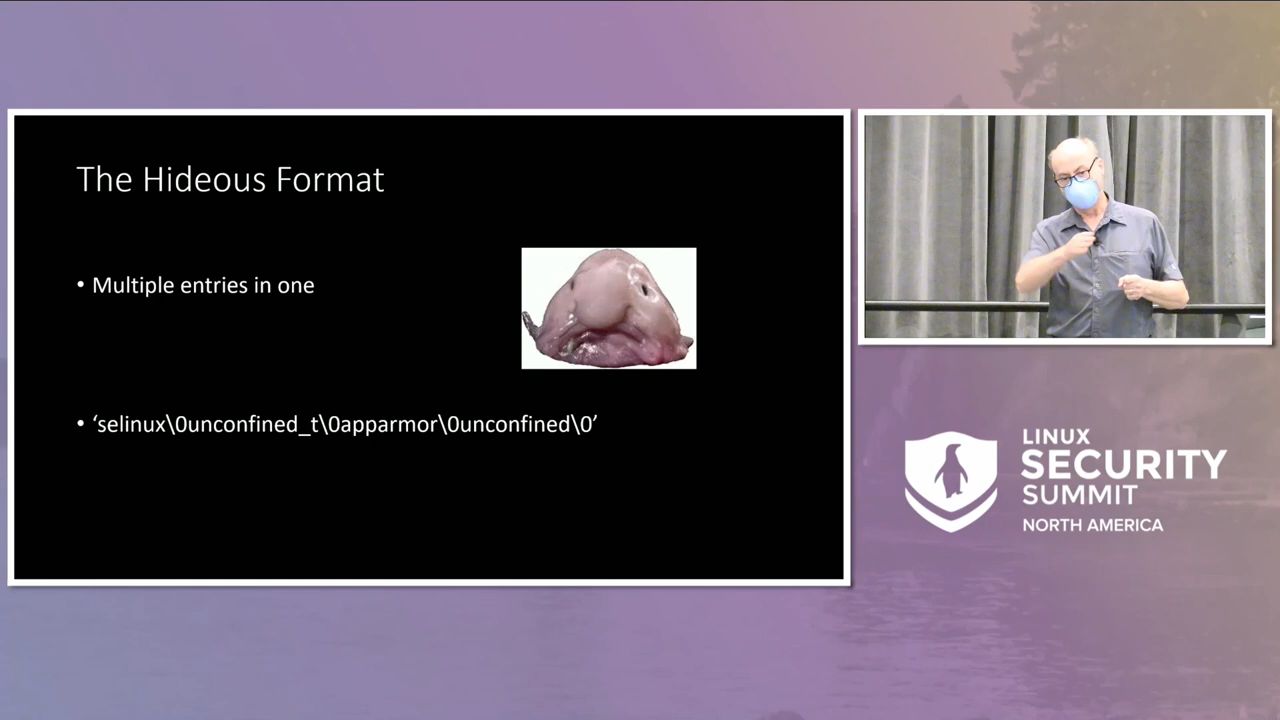 The Hideous Format
• Multiple entries in one
• ‘selinux\0unconfined_t\0apparmor\0unconfined\0’
LINUX
SECURITY
SUMMIT
NORTH AMERICA